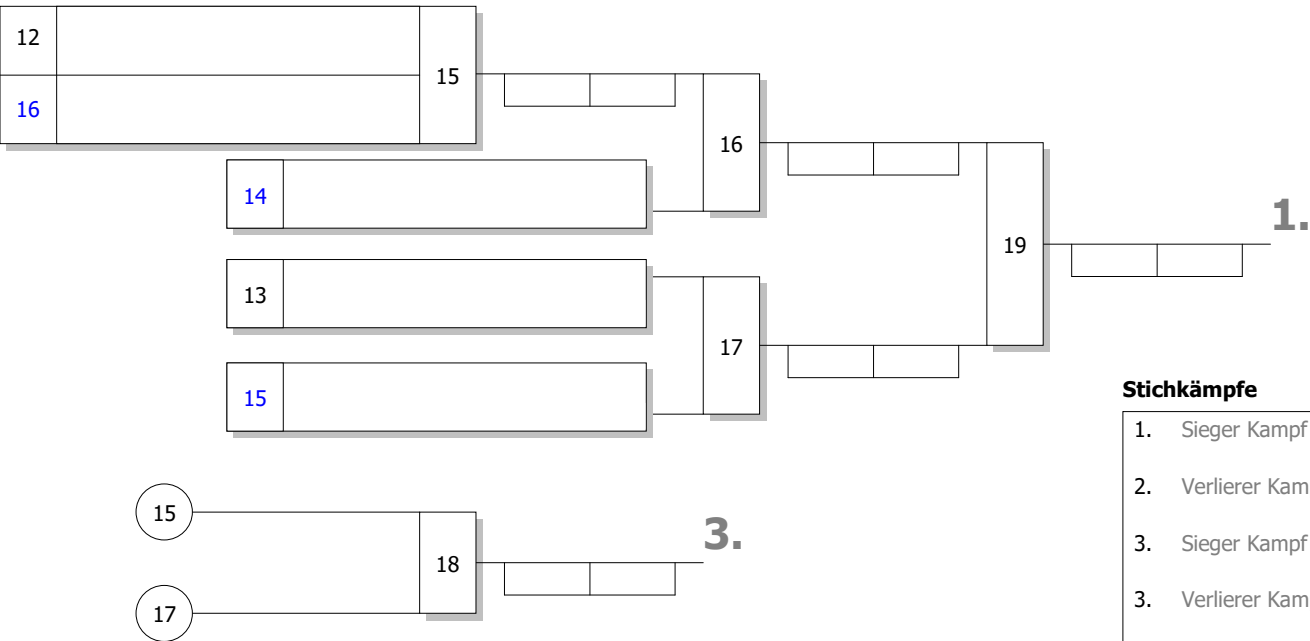 12
15
16
16
14
1.
19
13
17
15
Stichkämpfe
1. Sieger Kampf
2. Verlierer Kam
15
3.
3. Sieger Kampf
18
3. Verlierer Kam
17